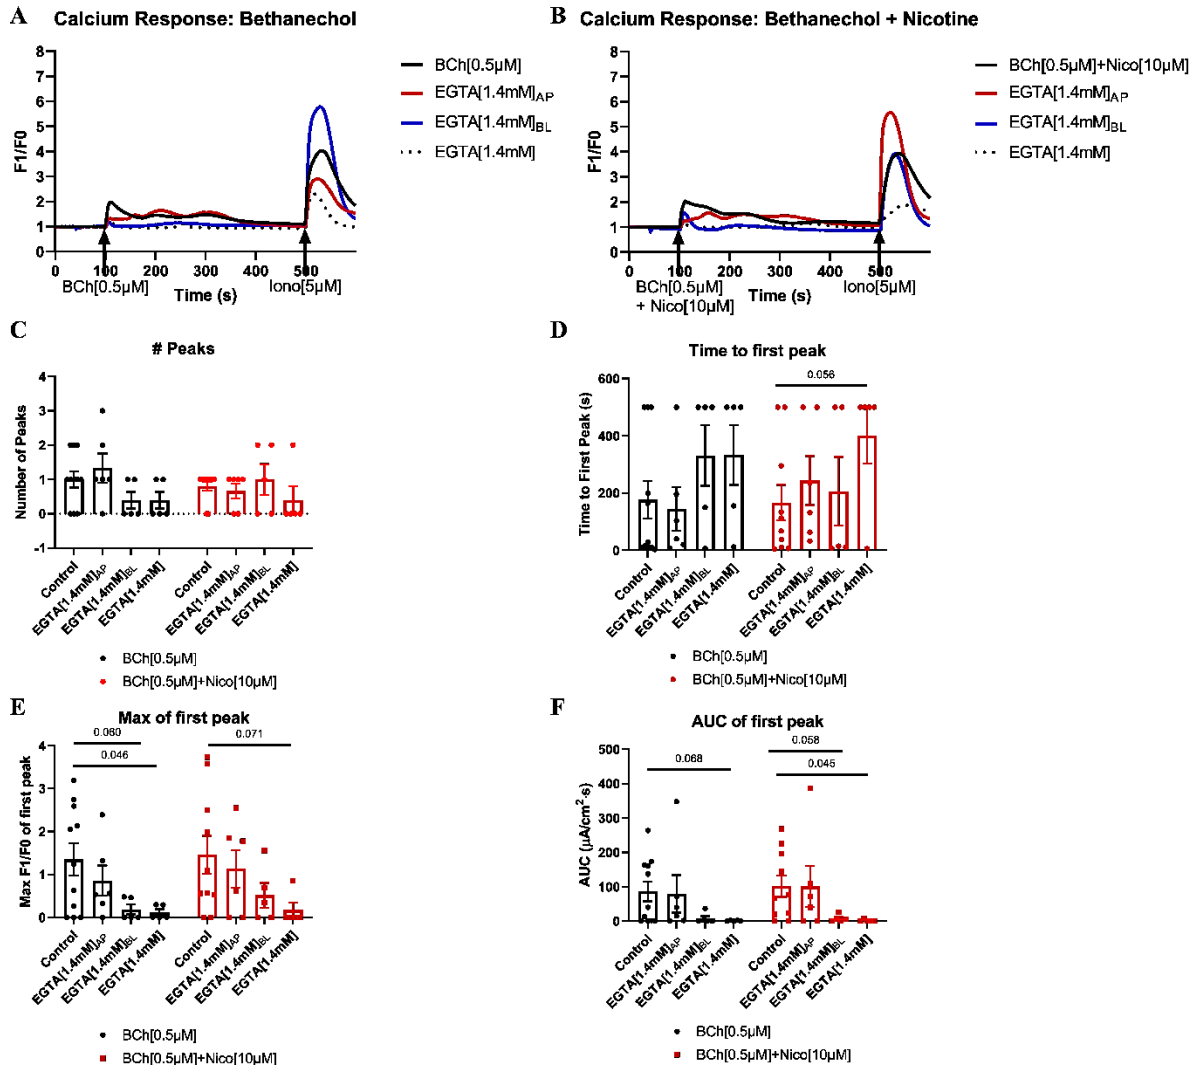 A
Calcium Response: Bethanechol
8
7
6
5
4
3
2
1
0
F1/F0
0
100
200
300
400
500
BCh[0.5µM]
Time (s)
Iono[5µM]
BCh[0.5µM]
EGTA[1.4mM]AP
EGTA[1.4mM]BL
EGTA[1.4mM]
B
Calcium Response: Bethanechol + Nicotine
8
7
6
5
4
3
2
1
0
F1/F0
0
100
200
300
400
500
BCh[0.5µM]
+ Nico[10µM]
Time (s)
Iono[5µM]
BCh[0.5µM]+Nico[10µM]
EGTA[1.4mM]AP
EGTA[1.4mM]BL
EGTA[1.4mM]
C
# Peaks
4
3
2
1
0
-1
Number of Peaks
Control
EGTA[1.4mM]AP
EGTA[1.4mM]BL
EGTA[1.4mM]
Control
EGTA[1.4mM]AP
EGTA[1.4mM]BL
EGTA[1.4mM]
BCh[0.5µM]
BCh[0.5µM]+Nico[10µM]
D
Time to first peak
0.056
600
400
200
0
Time to First Peak (s)
Control
EGTA[1.4mM]AP
EGTA[1.4mM]BL
EGTA[1.4mM]
Control
EGTA[1.4mM]AP
EGTA[1.4mM]BL
EGTA[1.4mM]
BCh[0.5µM]
BCh[0.5µM]+Nico[10µM]
E
Max of first peak
0.060
0.046
0.071
4
3
2
1
0
Max F1/F0 of first peak
Control
EGTA[1.4mM]AP
EGTA[1.4mM]BL
EGTA[1.4mM]
Control
EGTA[1.4mM]AP
EGTA[1.4mM]BL
EGTA[1.4mM]
BCh[0.5µM]
BCh[0.5µM]+Nico[10µM]
F
AUC of first peak
0.068
0.058
0.045
500
400
300
200
100
0
AUC (µA/cm²·s)
Control
EGTA[1.4mM]AP
EGTA[1.4mM]BL
EGTA[1.4mM]
Control
EGTA[1.4mM]AP
EGTA[1.4mM]BL
EGTA[1.4mM]
BCh[0.5µM]
BCh[0.5µM]+Nico[10µM]